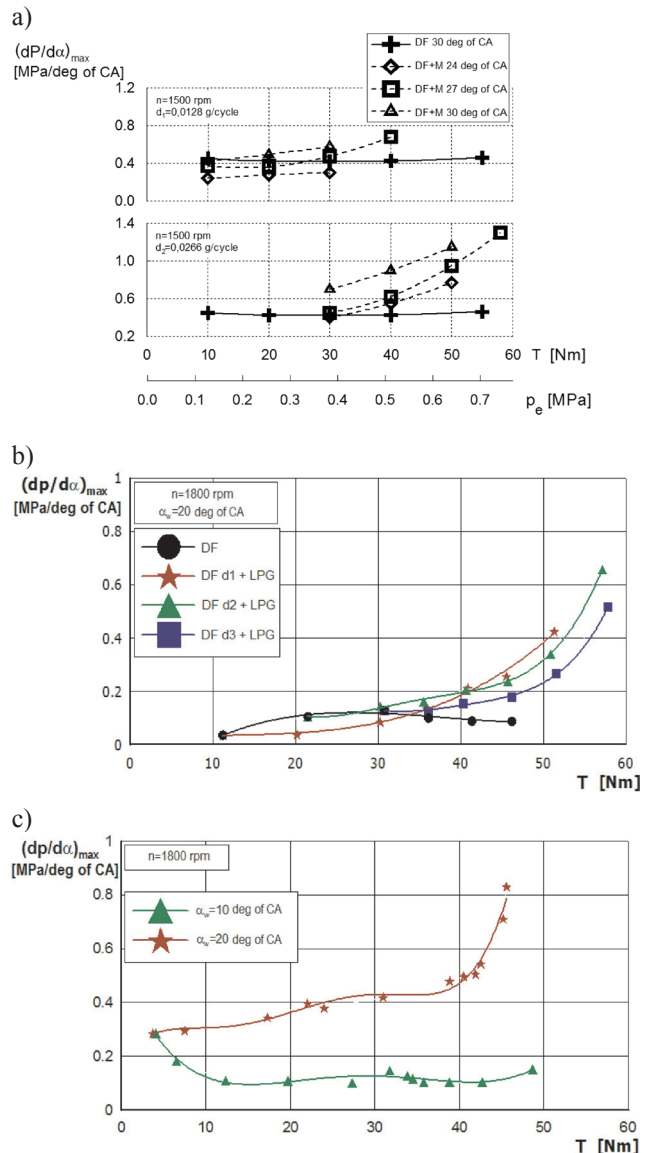 a)
(dP/dα)max
[MPa/deg of CA]
DF 30 deg of CA
DF+M 24 deg of CA
DF+M 27 deg of CA
DF+M 30 deg of CA
1.2
n=1500 rpm
d1=0,0128 g/cycle
0.8
0.4
0.0
1.4
n=1500 rpm
d2=0,0266 g/cycle
1.0
0.6
0.2
0 10 20 30 40 50 60
T [Nm]
0.0 0.1 0.2 0.3 0.4 0.5 0.6 0.7
pe [MPa]
b)
(dp/dα)max
[MPa/deg of CA]
1
n=1800 rpm
αw=20 deg of CA
0.8
DF
DF d1 + LPG
0.6
DF d2 + LPG
DF d3 + LPG
0.4
0.2
0
0 10 20 30 40 50 60
T [Nm]
c)
(dp/dα)max
[MPa/deg of CA]
1
n=1800 rpm
0.8
αw=10 deg of CA
αw=20 deg of CA
0.6
0.4
0.2
0
0 10 20 30 40 50 60
T [Nm]